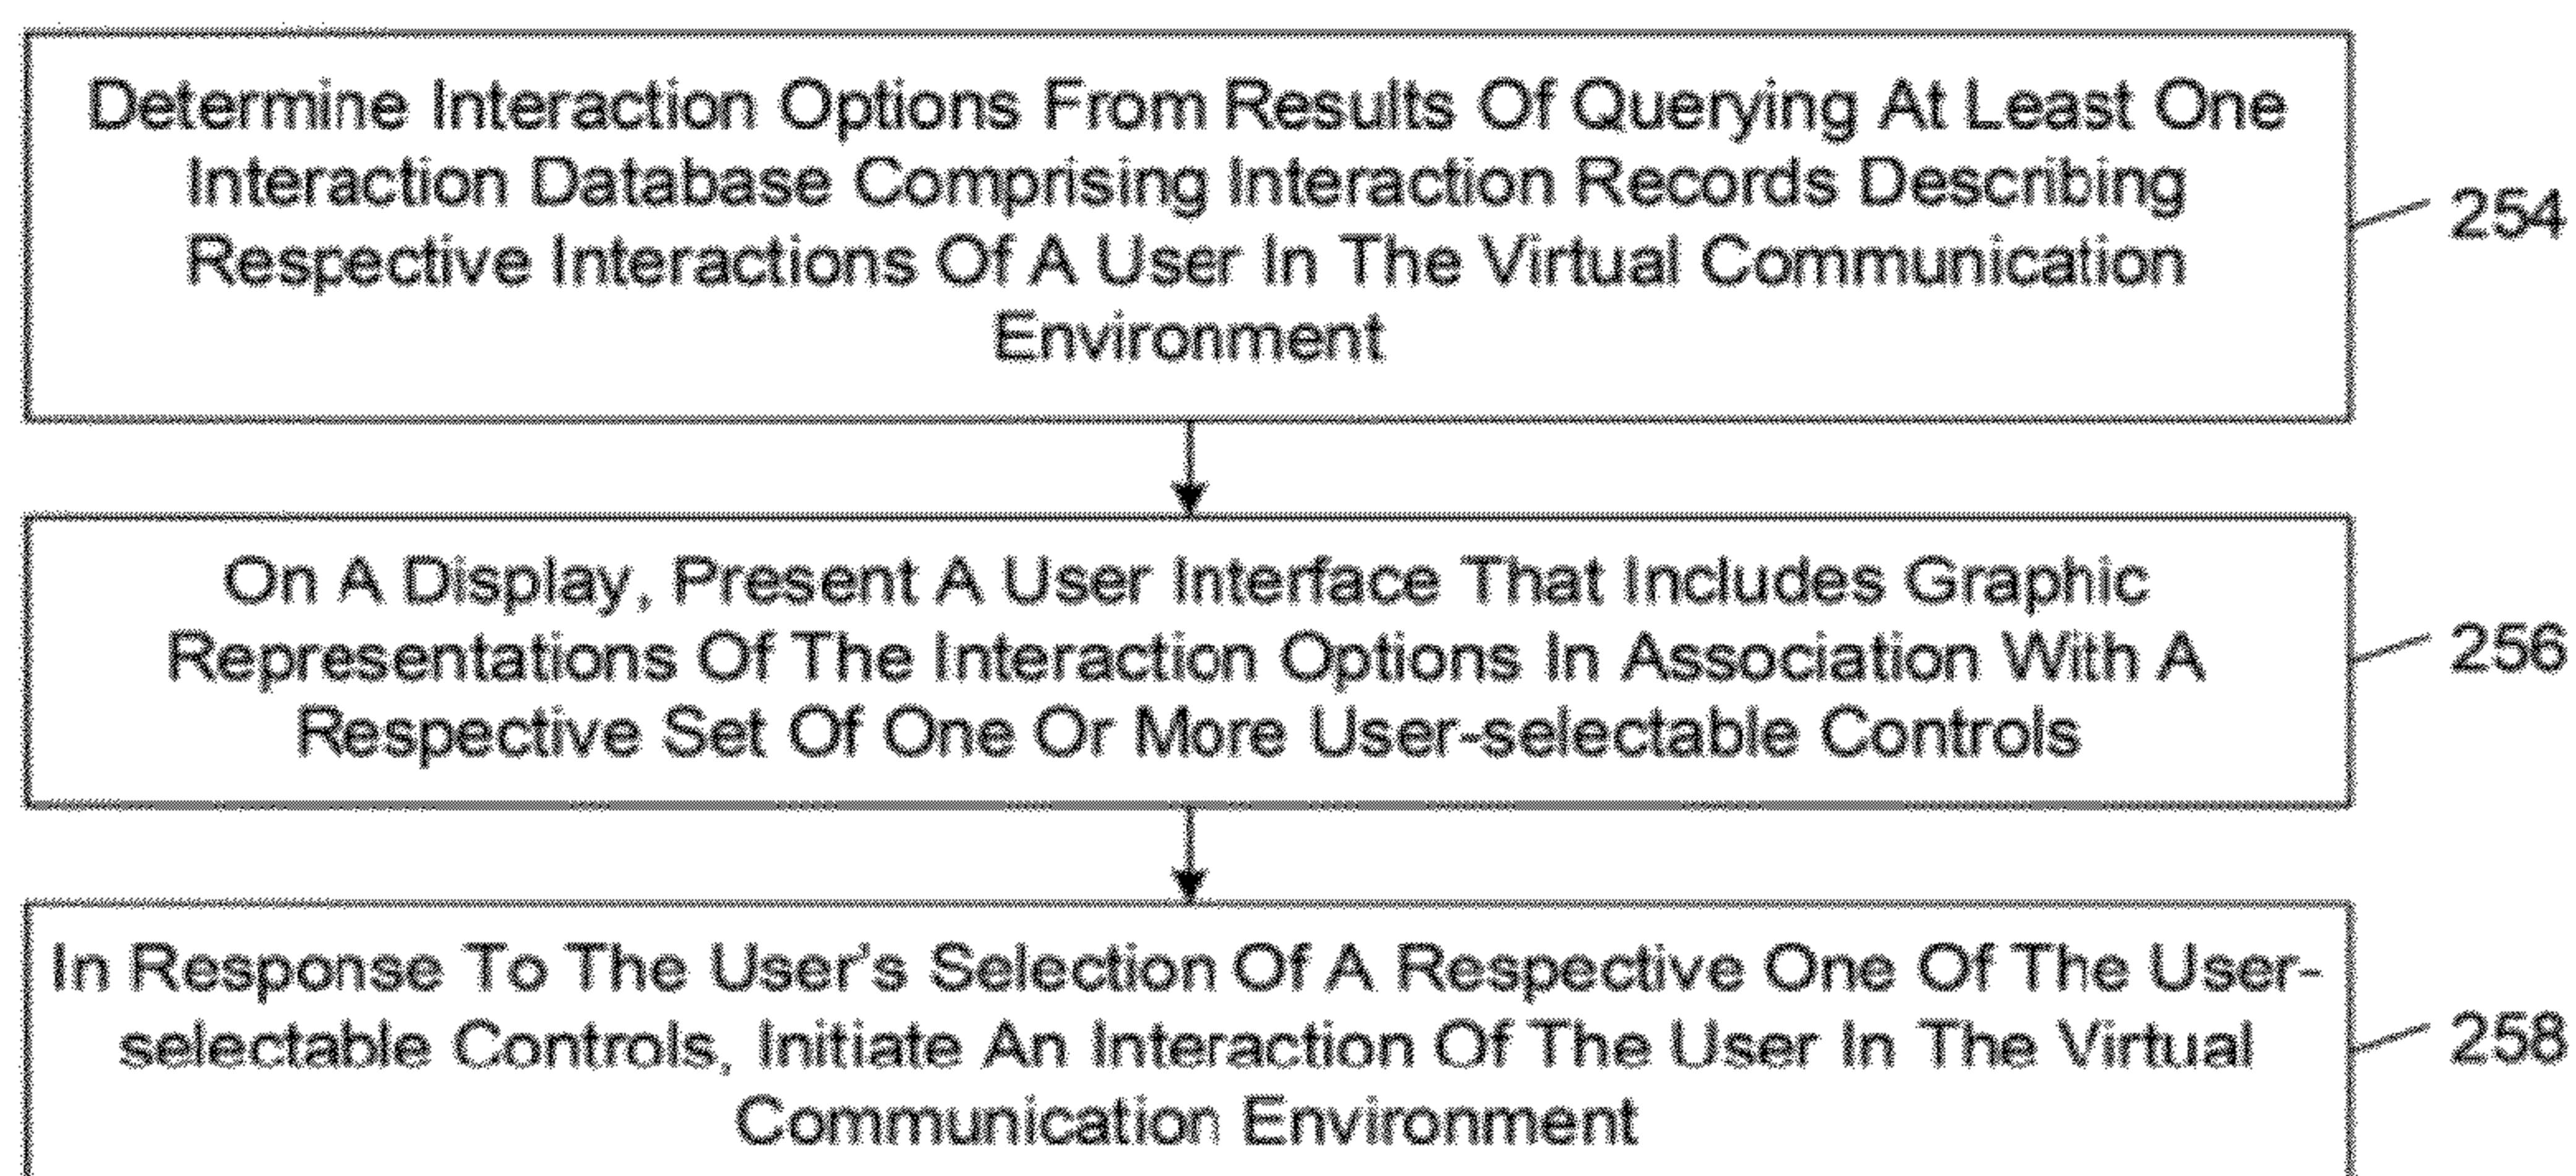 Determine Interaction Options From Results Of Querying At Least One
Interaction Database Comprising Interaction Records Describing
Respective Interactions Of A User In The Virtual Communication
Environment
254
On A Display, Present A User Interface That Includes Graphic
Representations Of The Interaction Options In Association With A
Respective Set Of One Or More User-selectable Controls
256
In Response To The User's Selection Of A Respective One Of The User-
selectable Controls, Initiate An Interaction Of The User In The Virtual
Communication Environment
258